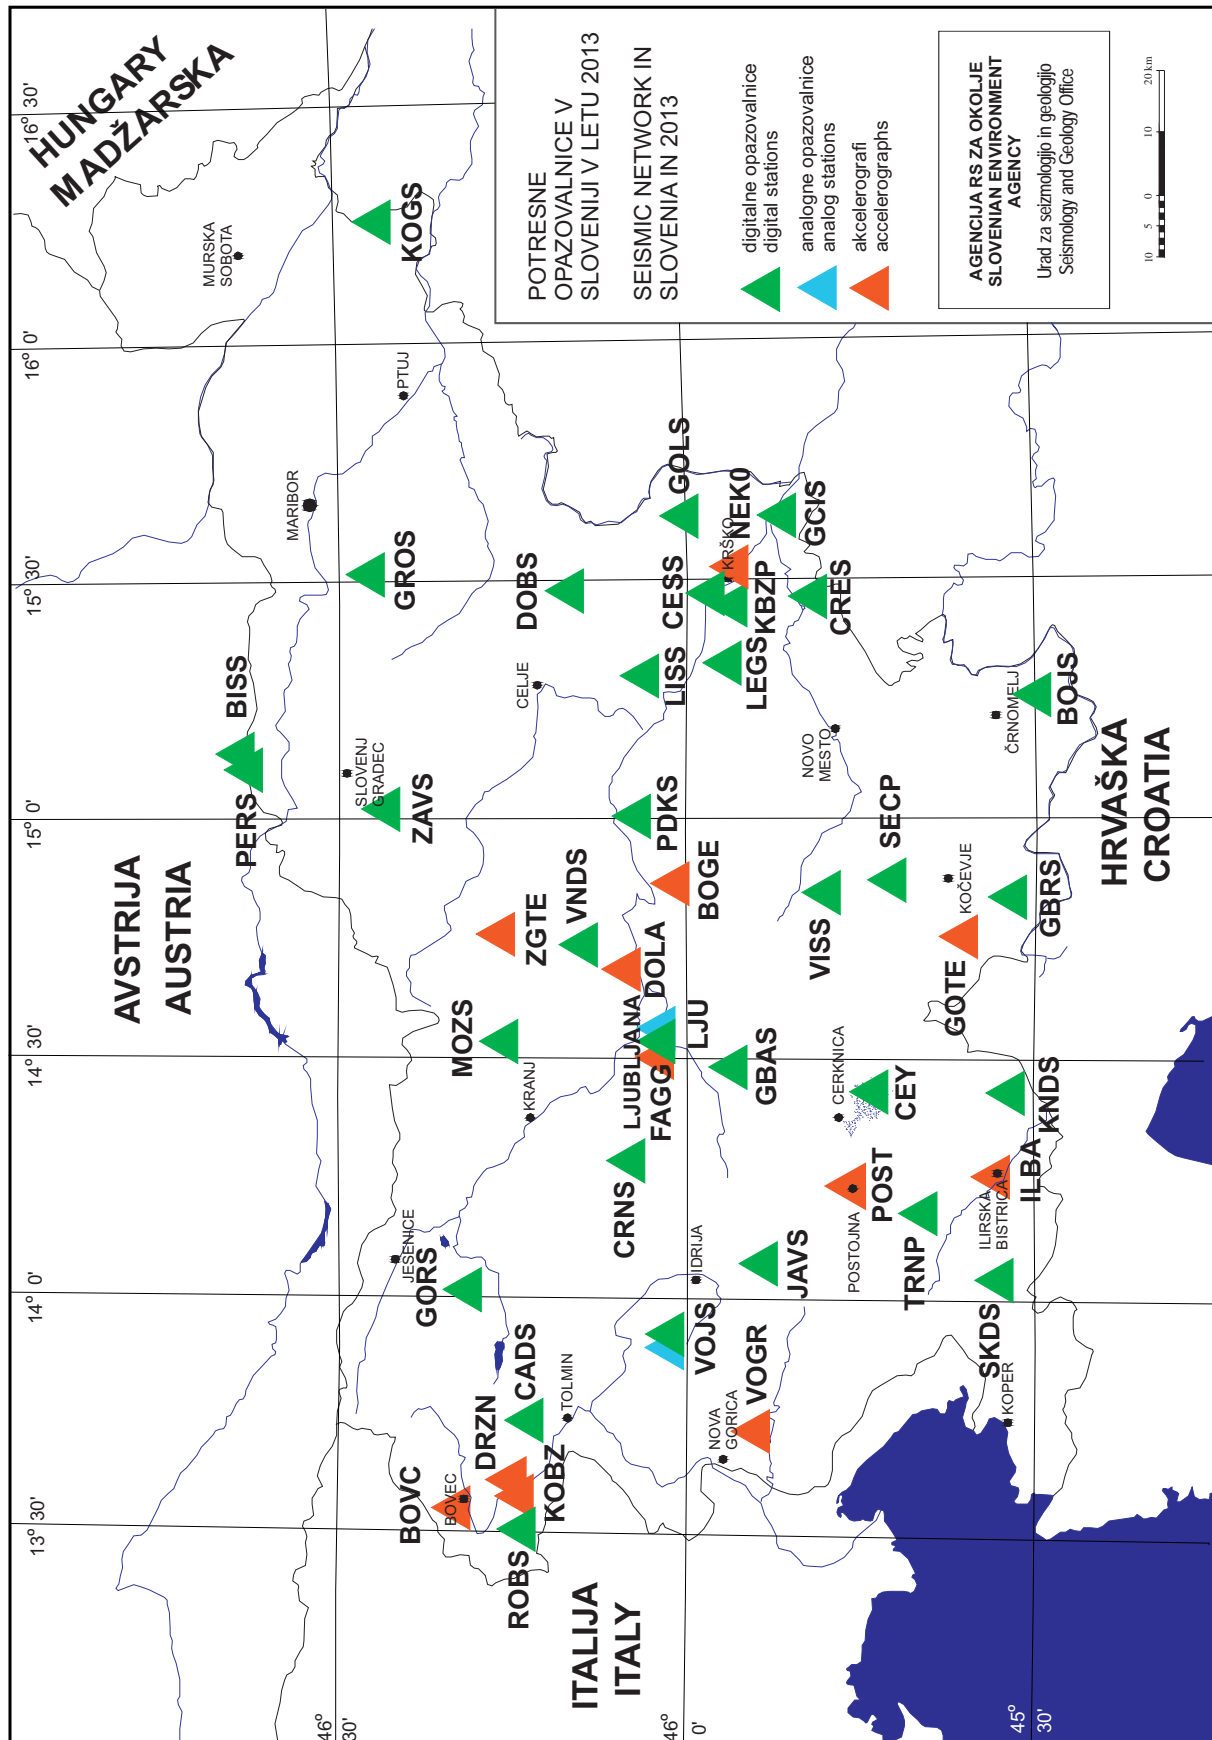 HUNGARY
MADŽARSKA
AVSTRIJA
AUSTRIA
ITALIJA
ITALY
HRVAŠKA
CROATIA
13° 30'
14° 0'
14° 30'
15° 0'
15° 30'
16° 0'
16° 30'
46°
30'
46°
0'
45°
30'
MURSKA
SOBOTA
KOGS
PTUJ
MARIBOR
GROS
BISS
PERS
SLOVENJ
GRADEC
ZAVS
DOBS
CELJE
GOLS
CESS
NEKO
KRŠKO
KBZP
GCIS
CRES
LISS
LEGS
NOVO
MESTO
ČRNOMELJ
BOJS
PDKS
BOGE
VNDS
ZGTE
DOLA
MOZS
LJUBLJANA
LJU
FAGG
GBAS
VISS
SECP
KOČEVJE
GOTE
GBRS
KRANJ
CRNS
CERKNICA
CEY
KNDS
POSTOJNA
POST
TRNP
ILIRSKA
BISTRICA
ILBA
JESENICE
GORS
IDRIJA
JAVS
VOJS
VOGR
NOVA
GORICA
SKDS
KOPER
CADS
TOLMIN
DRZN
KOBZ
BOVC
BOVEC
ROBS
POTRESNE
OPAZOVALNICE V
SLOVENIJI V LETU 2013
SEISMIC NETWORK IN
SLOVENIA IN 2013
digitalne opazovalnice
digital stations
analogne opazovalnice
analog stations
akcelerografi
accelerographs
AGENCIJA RS ZA OKOLJE
SLOVENIAN ENVIRONMENT
AGENCY
Urad za seizmologijo in geologijo
Seismology and Geology Office
10 5 0 10 20 km